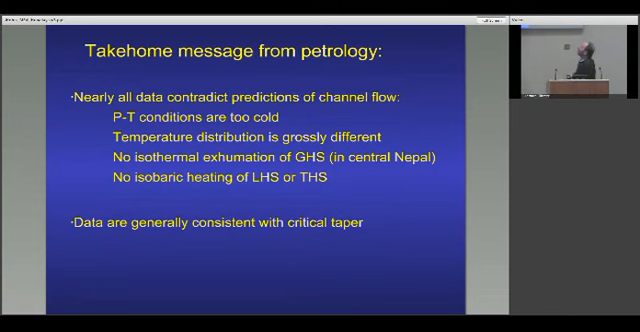 Takehome message from petrology:
·Nearly all data contradict predictions of channel flow:
P-T conditions are too cold
Temperature distribution is grossly different
No isothermal exhumation of GHS (in central Nepal)
No isobaric heating of LHS or THS
·Data are generally consistent with critical taper